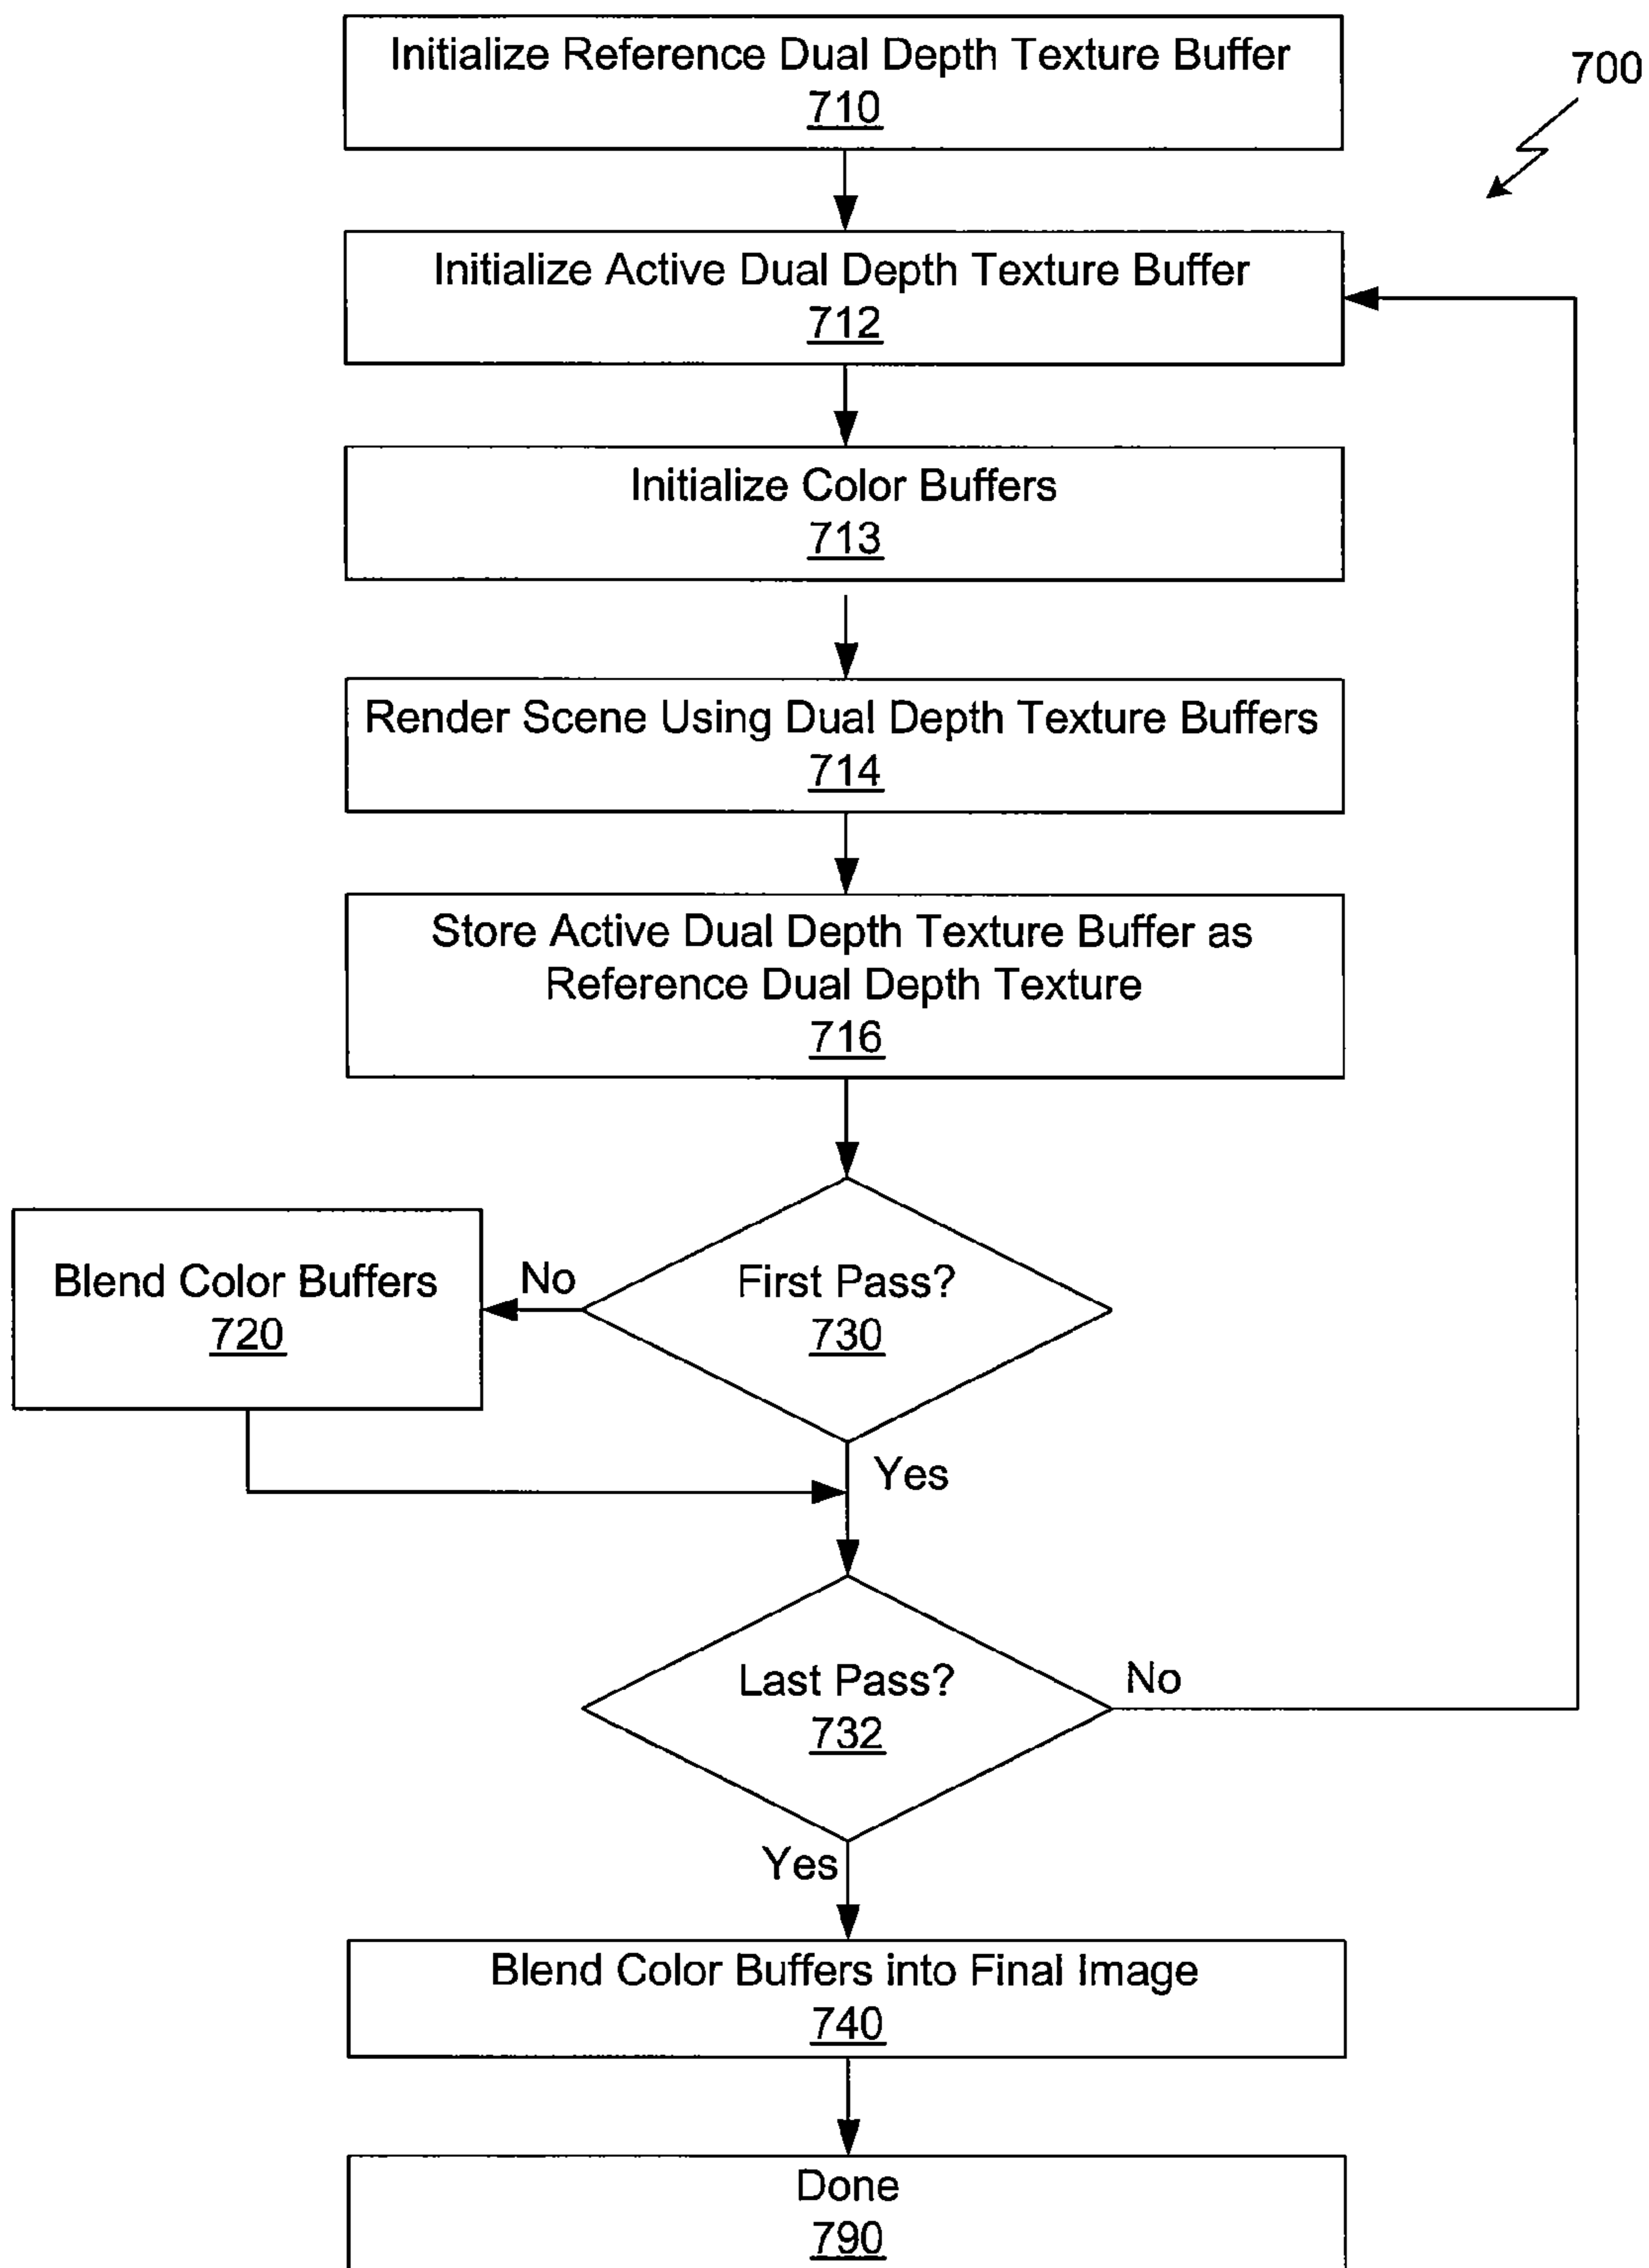 Initialize Reference Dual Depth Texture Buffer
710
700
Initialize Active Dual Depth Texture Buffer
712
Initialize Color Buffers
713
Render Scene Using Dual Depth Texture Buffers
714
Store Active Dual Depth Texture Buffer as
Reference Dual Depth Texture
716
First Pass?
730
No
Blend Color Buffers
720
Yes
Last Pass?
732
No
Yes
Blend Color Buffers into Final Image
740
Done
790